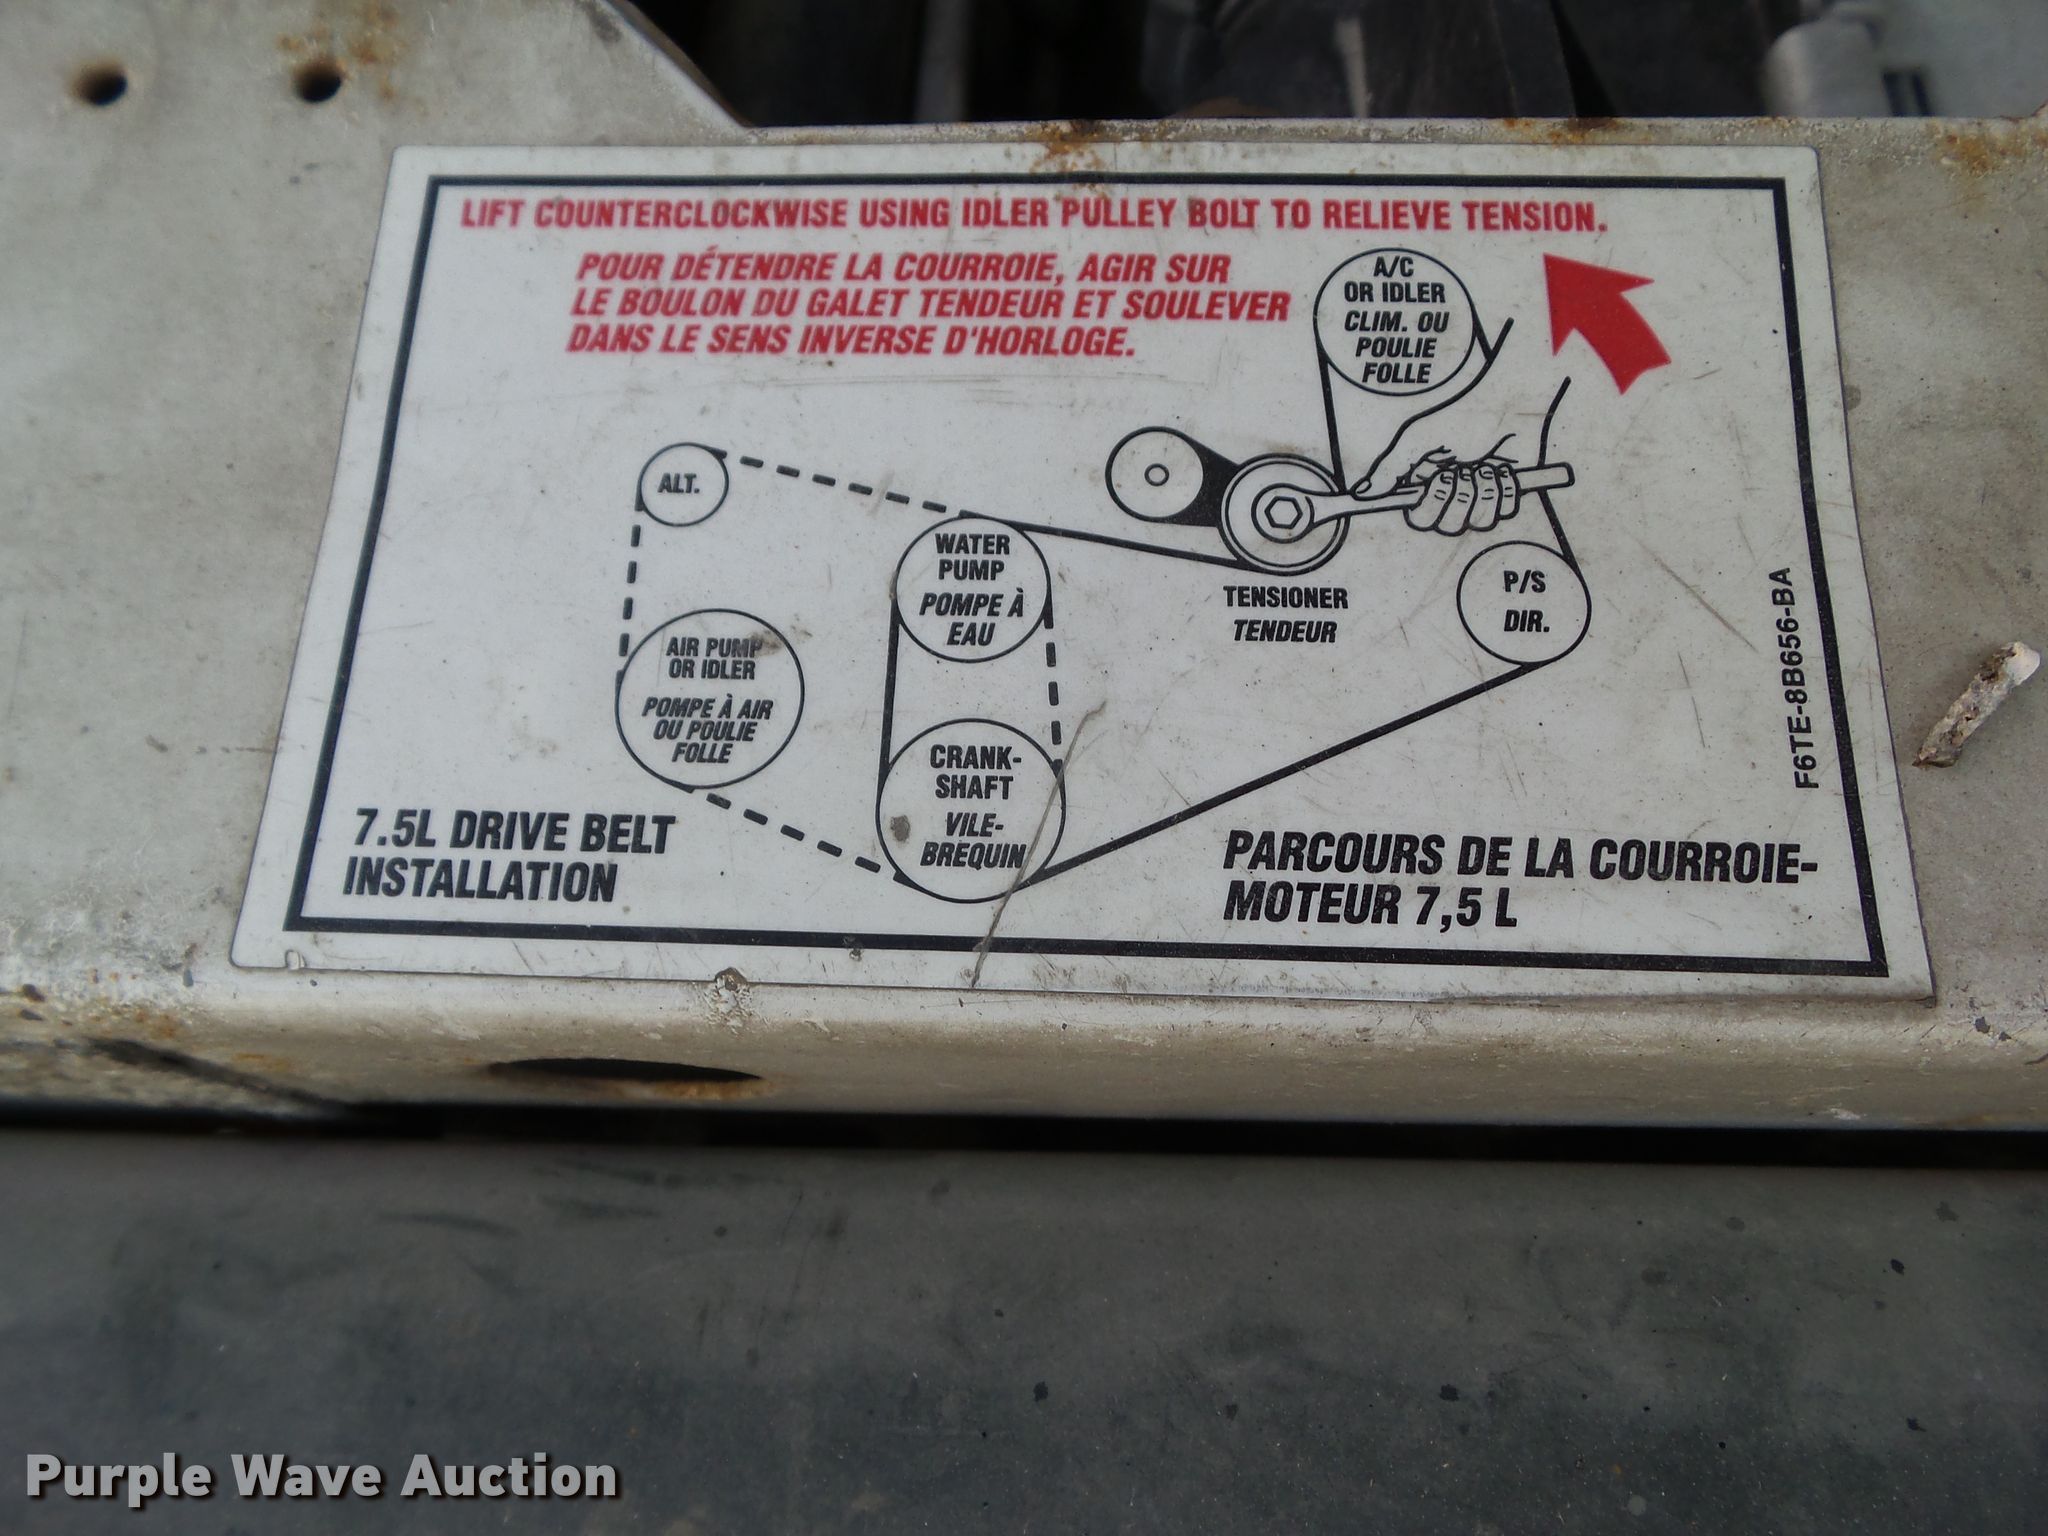 LIFT COUNTERCLOCKWISE USING IDLER PULLEY BOLT TO RELIEVE TENSION.
POUR DÉTENDRE LA COURROIE, AGIR SUR
LE BOULON DU GALET TENDEUR ET SOULEVER
DANS LE SENS INVERSE D'HORLOGE.
A/C
OR IDLER
CLIM. OU
POULIE
FOLLE
ALT.
WATER
PUMP
POMPE À
EAU
TENSIONER
TENDEUR
P/S
DIR.
AIR PUMP
OR IDLER
POMPE À AIR
OU POULIE
FOLLE
CRANK-
SHAFT
VILE-
BREQUIN
F6TE-8B656-BA
7.5L DRIVE BELT
INSTALLATION
PARCOURS DE LA COURROIE-
MOTEUR 7,5 L
Purple Wave Auction